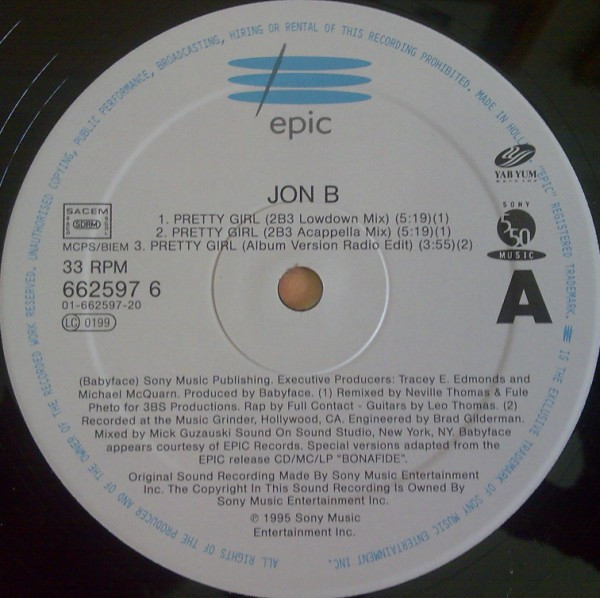 UNAUTHORISED COPYING, PUBLIC PERFORMANCE, BROADCASTING, HIRING OR RENTAL OF THIS RECORDING PROHIBITED. MADE IN HOLL
"EPIC" REGISTERED TRADEMARK.
IS THE EXCLUSIVE TRADEMARK OF SONY MUSIC ENTERTAINMENT INC.
ALL RIGHTS OF THE PRODUCER AND OF THE OWNER OF THE RECORDED WORK RESERVED.
epic
YAB YUM
RECORDS
JON B
SACEM
SACD SDRM SCAM
SGDL
MCPS/BIEM
1. PRETTY GIRL (2B3 Lowdown Mix) (5:19)(1)
2. PRETTY GIRL (2B3 Acappella Mix) (5:19)(1)
3. PRETTY GIRL (Album Version Radio Edit) (3:55)(2)
SONY
550
MUSIC
33 RPM
662597 6
01-662597-20
LC 0199
A
(Babyface) Sony Music Publishing. Executive Producers: Tracey E. Edmonds and
Michael McQuarn. Produced by Babyface. (1) Remixed by Neville Thomas & Fule
Pheto for 3BS Productions. Rap by Full Contact - Guitars by Leo Thomas. (2)
Recorded at the Music Grinder, Hollywood, CA. Engineered by Brad Gilderman.
Mixed by Mick Guzauski Sound On Sound Studio, New York, NY. Babyface
appears courtesy of EPIC Records. Special versions adapted from the
EPIC release CD/MC/LP "BONAFIDE".
Original Sound Recording Made By Sony Music Entertainment
Inc. The Copyright In This Sound Recording Is Owned By
Sony Music Entertainment Inc.
℗ 1995 Sony Music
Entertainment Inc.